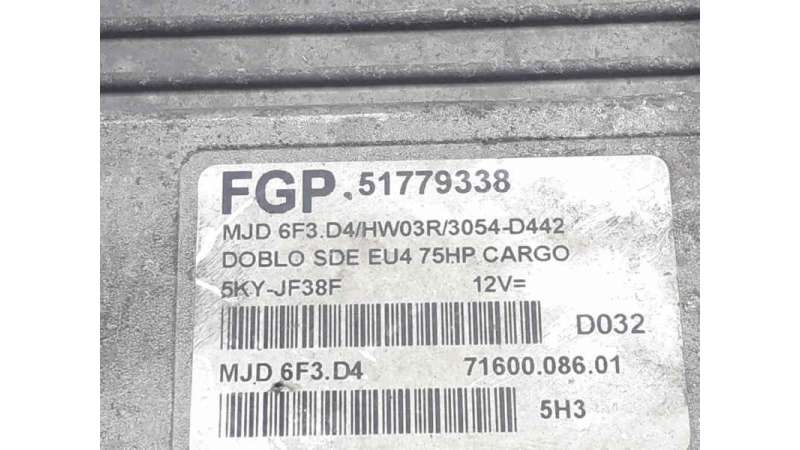 FGP. 51779338
MJD 6F3.D4/HW03R/3054-D442
DOBLO SDE EU4 75HP CARGO
5KY-JF38F 12V=
D032
MJD 6F3.D4 71600.086.01
5H3